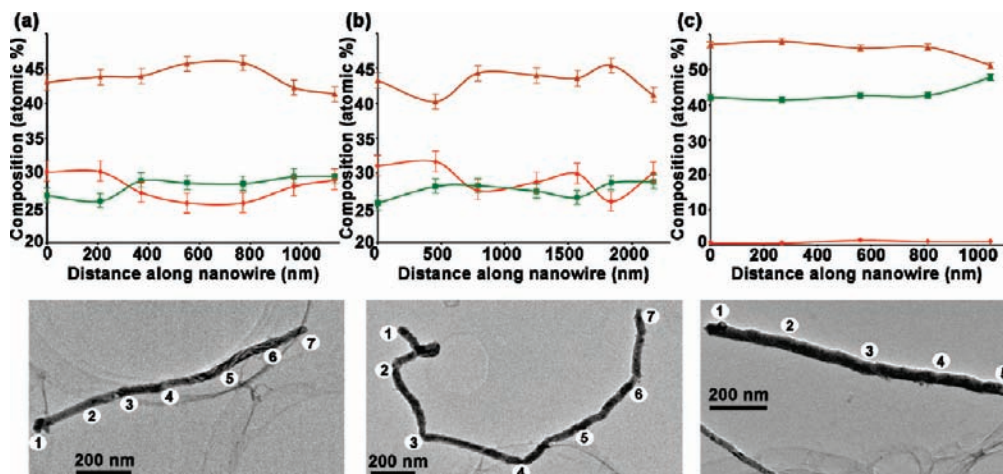 (a)
Composition (atomic %)
45
40
35
30
25
20
0 200 400 600 800 1000
Distance along nanowire (nm)
(b)
Composition (atomic %)
45
40
35
30
25
20
0 500 1000 1500 2000
Distance along nanowire (nm)
(c)
Composition (atomic %)
60
50
40
30
20
10
0
0 200 400 600 800 1000
Distance along nanowire (nm)
1
2
3
4
5
6
7
200 nm
1
2
3
4
5
6
7
200 nm
1
2
3
4
5
200 nm